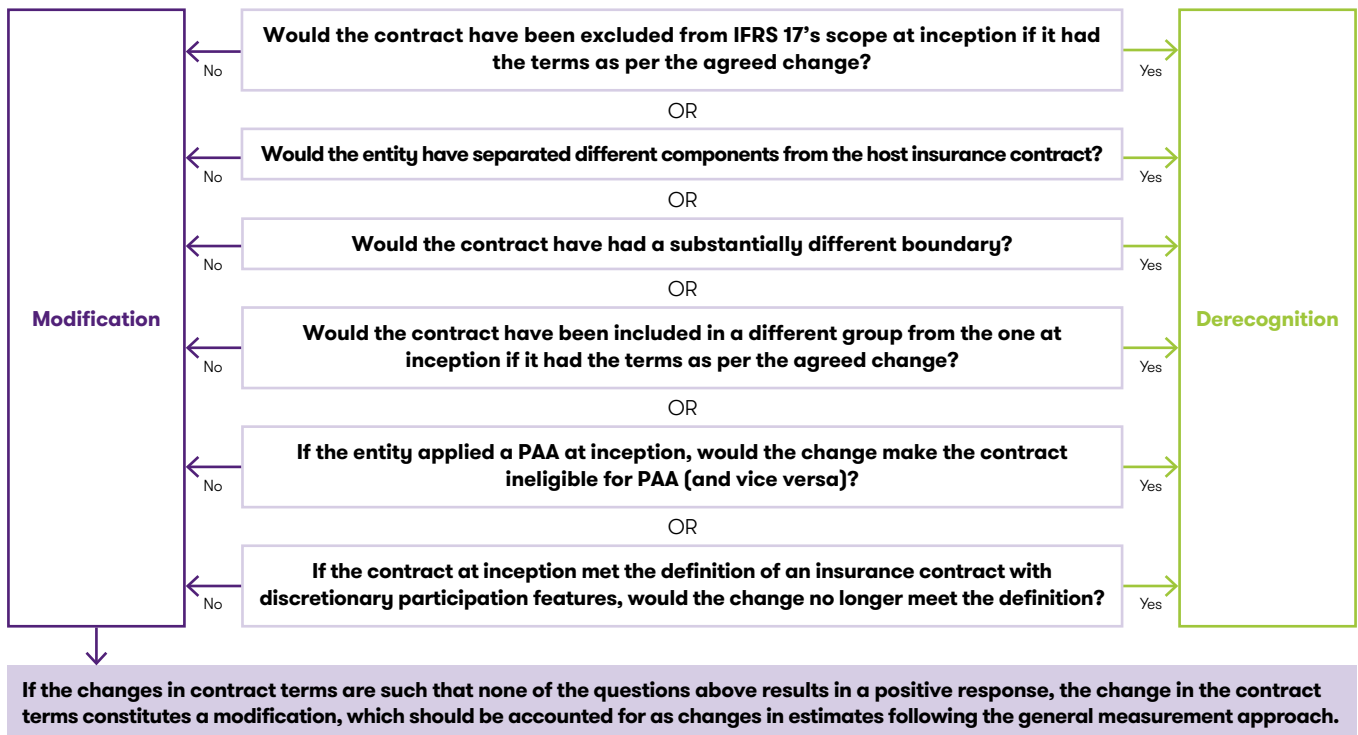 Would the contract have been excluded from IFRS 17's scope at inception if it had
the terms as per the agreed change?
No
Yes
OR
Would the entity have separated different components from the host insurance contract?
No
Yes
OR
Would the contract have had a substantially different boundary?
No
Yes
OR
Modification
Derecognition
Would the contract have been included in a different group from the one at
inception if it had the terms as per the agreed change?
No
Yes
OR
If the entity applied a PAA at inception, would the change make the contract
ineligible for PAA (and vice versa)?
No
Yes
OR
If the contract at inception met the definition of an insurance contract with
discretionary participation features, would the change no longer meet the definition?
No
Yes
If the changes in contract terms are such that none of the questions above results in a positive response, the change in the contract
terms constitutes a modification, which should be accounted for as changes in estimates following the general measurement approach.